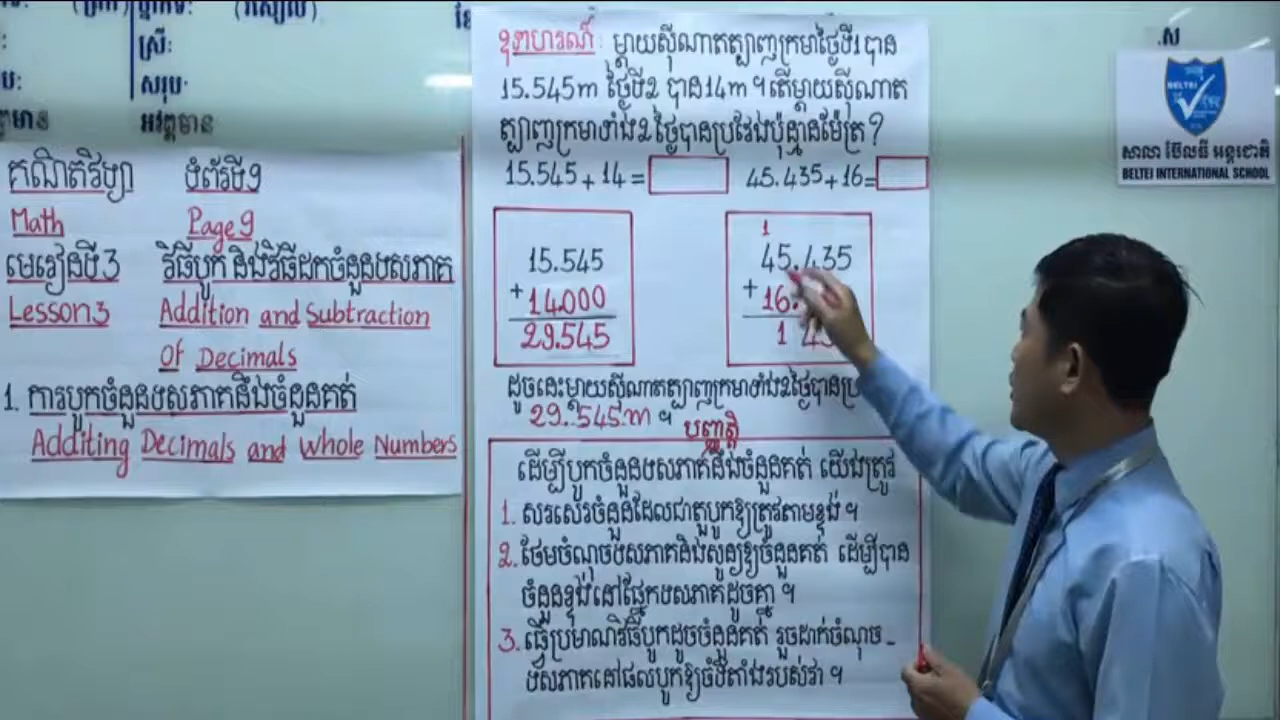 ស្រី:
សរុប:
អវត្តមាន
គណិតវិទ្យា ទំព័រទី9
Math Page9
មេរៀនទី3 វិធីបូក និងវិធីដកចំនួនទសភាគ
Lesson3 Addition and Subtraction
Of Decimals
1. ការបូកចំនួនទសភាគនឹងចំនួនគត់
Additing Decimals and Whole Numbers
ឧទាហរណ៍: ម្ដាយស៊ីណាតត្បាញក្រមាថ្ងៃទី1 បាន
15.545m ថ្ងៃទី2 បាន14m ។ តើម្ដាយស៊ីណាត
ត្បាញក្រមាទាំង2ថ្ងៃបានប្រវែងប៉ុន្មានម៉ែត្រ?
15.545+14= 45.435+16=
15.545
+ 14.000
29.545
1
45.435
+ 16.
1 43
ដូចនេះម្ដាយស៊ីណាតត្បាញក្រមាទាំង2ថ្ងៃបានប្រ
29.545m ។
បញ្ញត្តិ
ដើម្បីបូកចំនួនទសភាគនឹងចំនួនគត់ យើងត្រូវ
1. សរសេរចំនួនដែលជាតួបូកឱ្យត្រូវតាមខ្ទង់ ។
2. ថែមចំណុចទសភាគនិងសូន្យឱ្យចំនួនគត់ ដើម្បីបាន
ចំនួនខ្ទង់នៅផ្នែកទសភាគដូចគ្នា ។
3. ធ្វើប្រមាណវិធីបូកដូចចំនួនគត់ រួចដាក់ចំណុច-
ទសភាគនៅផលបូកឱ្យចំទីតាំងរបស់វា ។
BELTEI
សាលា ប៊ែលធី អន្តរជាតិ
BELTEI INTERNATIONAL SCHOOL